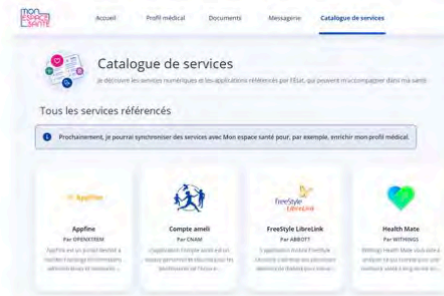 mon
ESPACE
SANTÉ
Accueil
Profil médical
Documents
Messagerie
Catalogue de services
Catalogue de services
Je découvre les services numériques et les applications référencés par l'État, qui peuvent m'accompagner dans ma santé.
Tous les services référencés
Prochainement, je pourrai synchroniser des services avec Mon espace santé pour, par exemple, enrichir mon profil médical.
Appfine
Appfine
Par OPENXTREM
Compte ameli
Par CNAM
FreeStyle
LibreLink
FreeStyle LibreLink
Par ABBOTT
Health Mate
Par WITHINGS